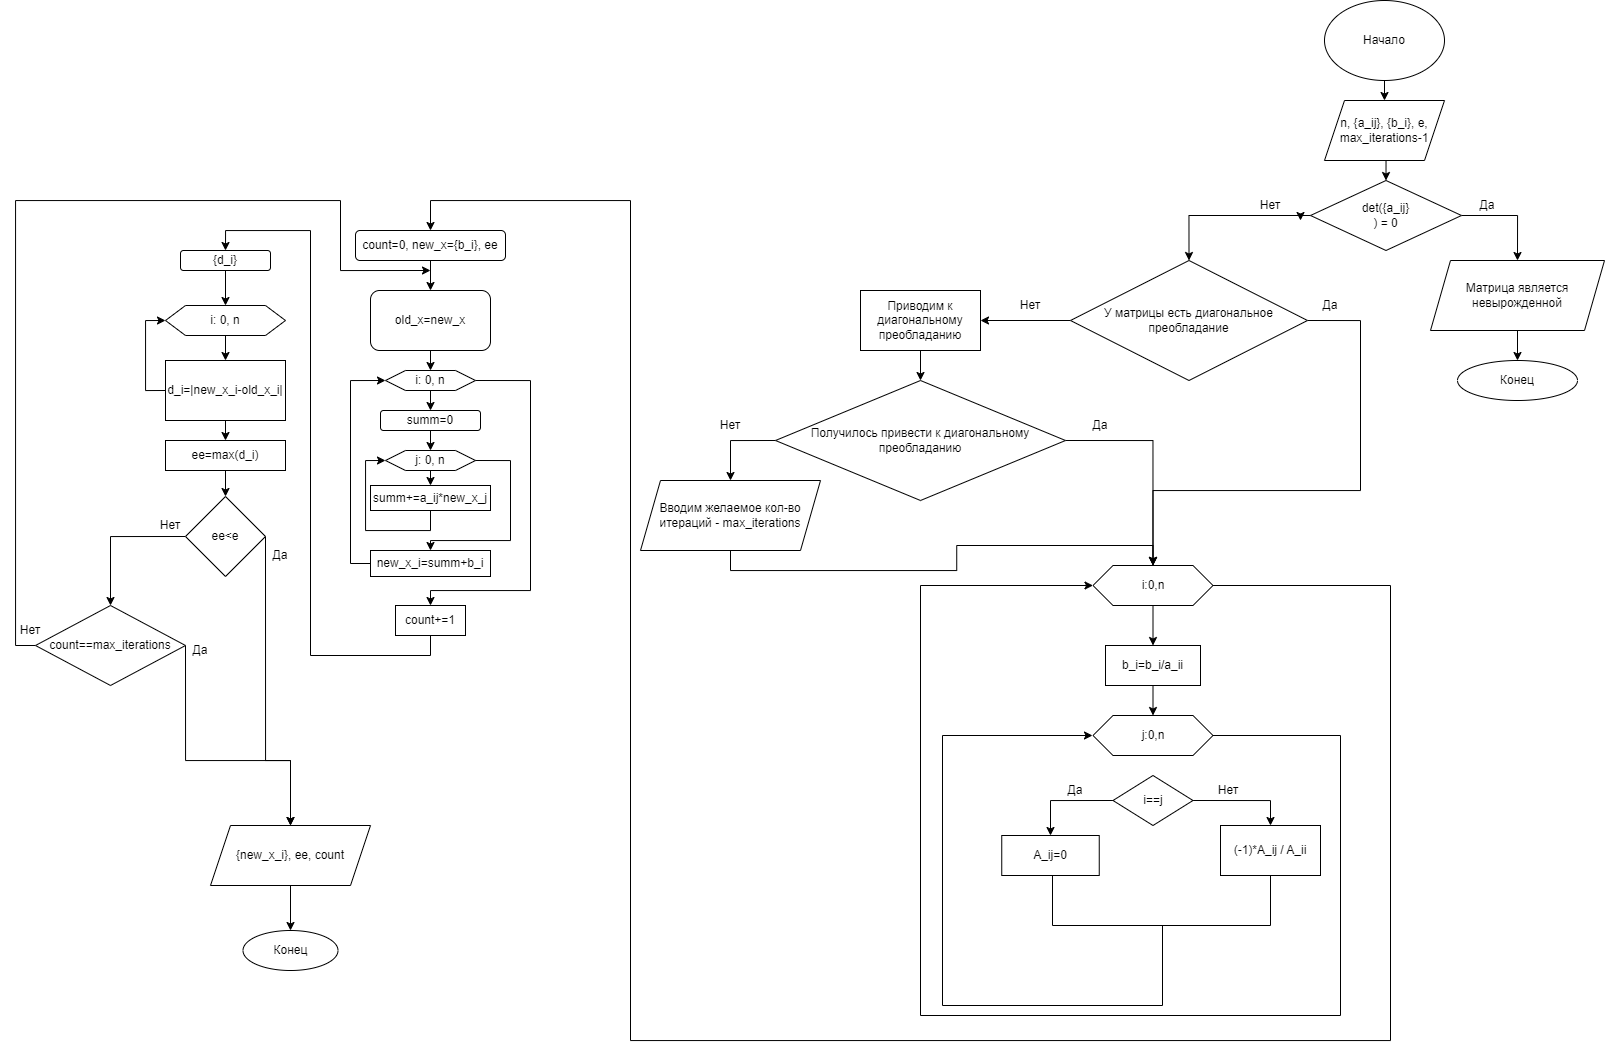 Начало
n, {a_ij}, {b_i}, e,
max_iterations-1
det({a_ij}
) = 0
Нет
Да
Матрица является
невырожденной
Конец
У матрицы есть диагональное
преобладание
Нет
Да
Приводим к
диагональному
преобладанию
Получилось привести к диагональному
преобладанию
Нет
Да
Вводим желаемое кол-во
итераций - max_iterations
i:0,n
b_i=b_i/a_ii
j:0,n
i==j
Да
Нет
A_ij=0
(-1)*A_ij / A_ii
count=0, new_x={b_i}, ee
old_x=new_x
i: 0, n
summ=0
j: 0, n
summ+=a_ij*new_x_j
new_x_i=summ+b_i
count+=1
{d_i}
i: 0, n
d_i=|new_x_i-old_x_i|
ee=max(d_i)
ee<e
Нет
Да
count==max_iterations
Нет
Да
{new_x_i}, ee, count
Конец